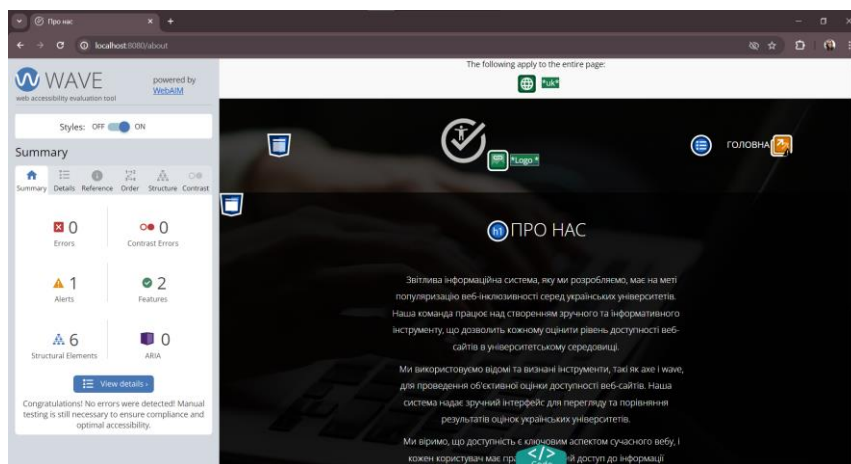 Про нас
localhost:8080/about
WAVE
web accessibility evaluation tool
powered by
WebAIM
Styles: OFF ON
Summary
Summary Details Reference Order Structure Contrast
0
Errors
0
Contrast Errors
1
Alerts
2
Features
6
Structural Elements
0
ARIA
View details ›
Congratulations! No errors were detected! Manual
testing is still necessary to ensure compliance and
optimal accessibility.
The following apply to the entire page:
*uk*
*Logo *
ГОЛОВНА
h1 ПРО НАС
Звітлива інформаційна система, яку ми розробляємо, має на меті
популяризацію веб-інклюзивності серед українських університетів.
Наша команда працює над створенням зручного та інформативного
інструменту, що дозволить кожному оцінити рівень доступності веб-
сайтів в університетському середовищі.
Ми використовуємо відомі та визнані інструменти, такі як axe і wave,
для проведення об'єктивної оцінки доступності веб-сайтів. Наша
система надає зручний інтерфейс для перегляду та порівняння
результатів оцінок українських університетів.
Ми віримо, що доступність є ключовим аспектом сучасного вебу, і
кожен користувач має доступ до інформації
</> Code